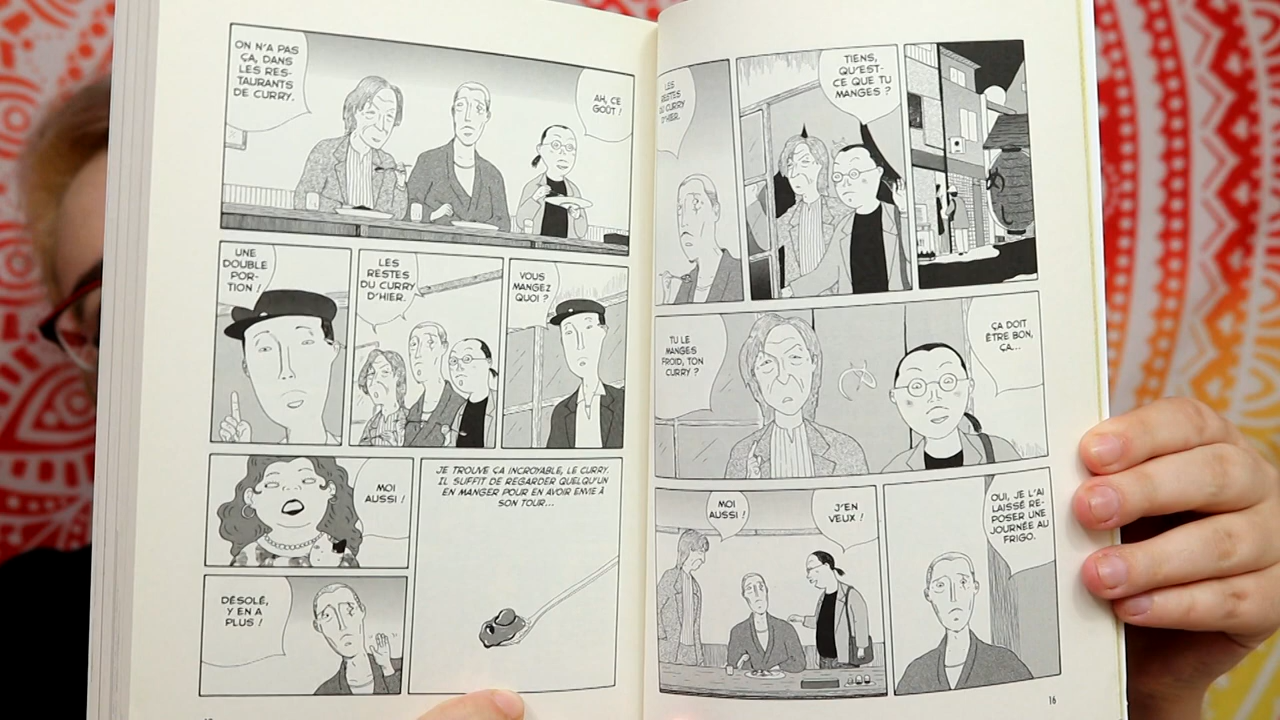 TIENS,
QU'EST-
CE QUE TU
MANGES ?
LES
RESTES
DU CURRY
D'HIER.
ÇA DOIT
ÊTRE BON,
ÇA...
TU LE
MANGES
FROID, TON
CURRY ?
OUI, JE L'AI
LAISSÉ RE-
POSER UNE
JOURNÉE AU
FRIGO.
J'EN
VEUX !
MOI
AUSSI !
16
AH, CE
GOÛT !
ON N'A PAS
ÇA, DANS
LES RES-
TAURANTS
DE CURRY.
VOUS
MANGEZ
QUOI ?
LES
RESTES
DU CURRY
D'HIER.
UNE
DOUBLE
POR-
TION !
JE TROUVE ÇA INCROYABLE, LE CURRY.
IL SUFFIT DE REGARDER QUELQU'UN
EN MANGER POUR EN AVOIR ENVIE À
SON TOUR...
MOI
AUSSI !
DÉSOLÉ,
Y EN A
PLUS !